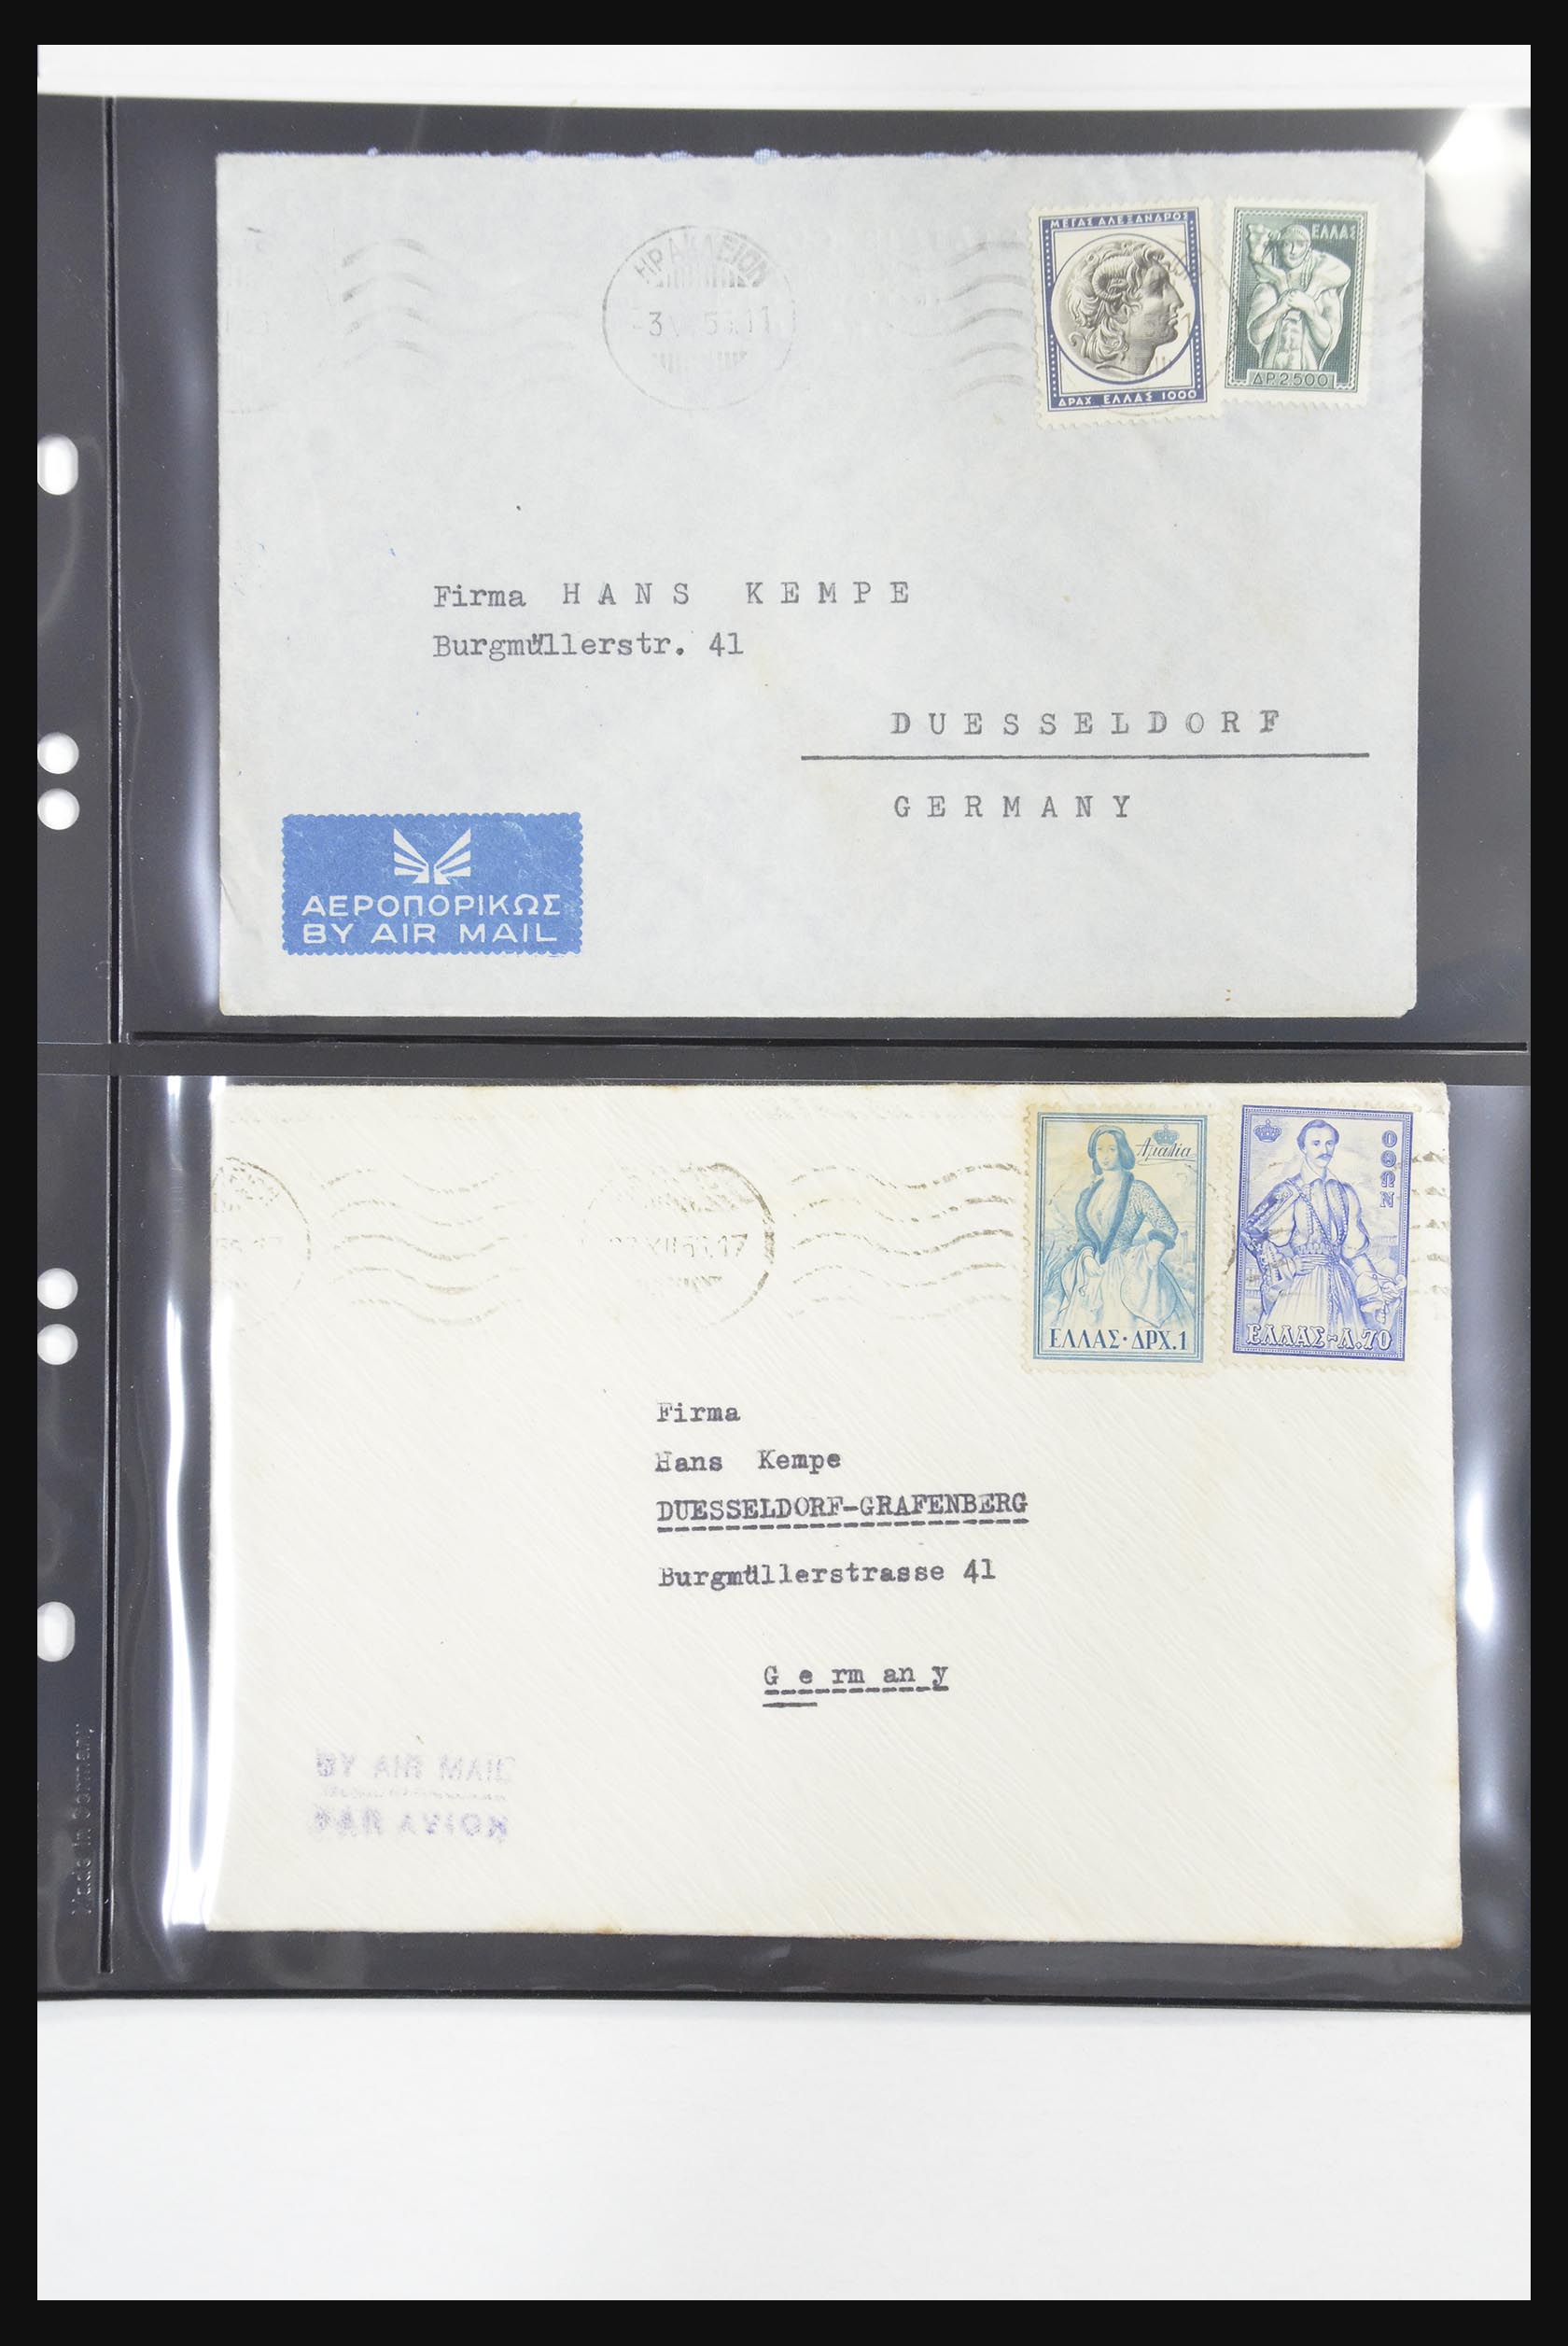 ΜΕΓΑΣ ΑΛΕΞΑΝΔΡΟΣ
ΔΡΑΧ ΕΛΛΑΣ 1000
ΕΛΛΑΣ
ΔΡ.2500
ΗΡΑΚΛΕΙΟΝ
Firma HANS KEMPE
Burgmüllerstr. 41
DUESSELDORF
GERMANY
ΑΕΡΟΠΟΡΙΚΩΣ
BY AIR MAIL
Αμαλία
ΕΛΛΑΣ·ΔΡΧ.1
ΟΘΩΝ
ΕΛΛΑΣ-Λ.70
Firma
Hans Kempe
DUESSELDORF-GRAFENBERG
Burgmüllerstrasse 41
Germany
BY AIR MAIL
PAR AVION
Made in Germany